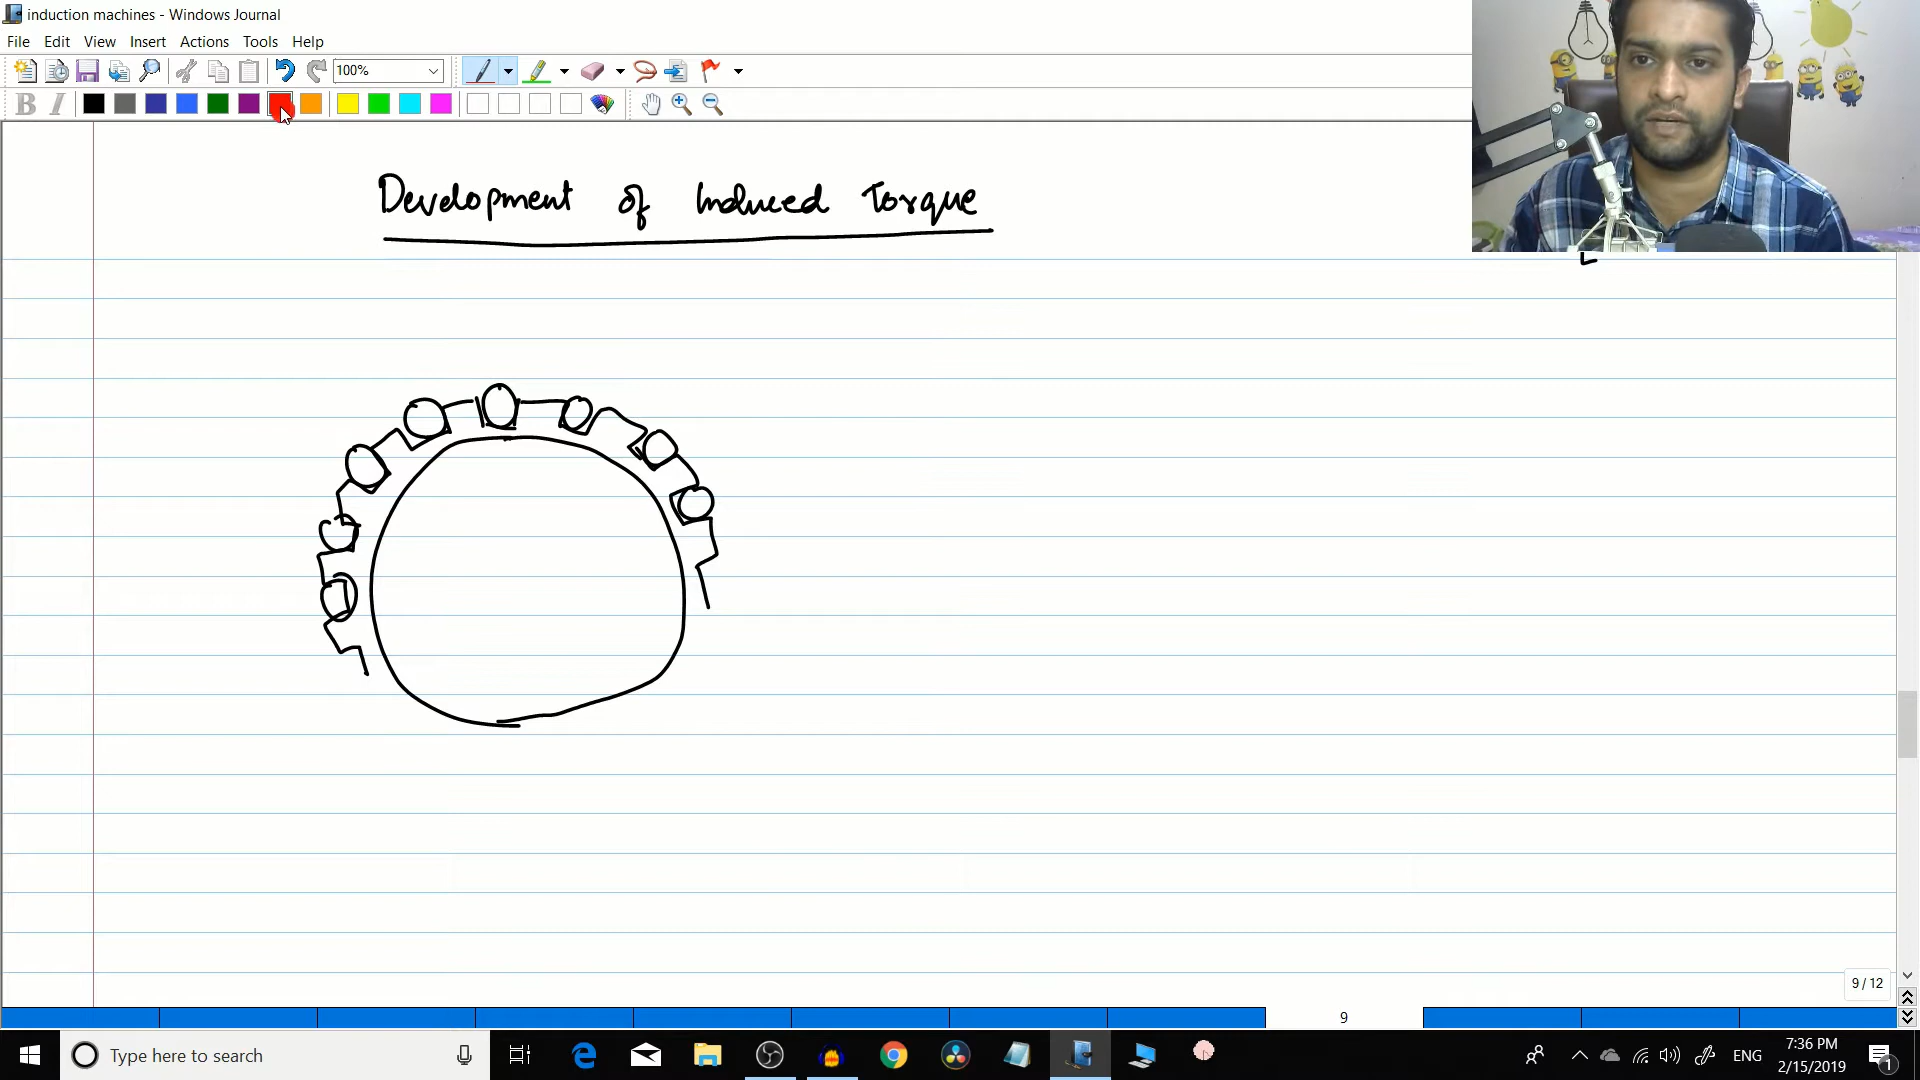 induction machines - Windows Journal
File Edit View Insert Actions Tools Help
100%
B I
Development of Induced Torque
9 / 12
9
Type here to search
ENG
7:36 PM
2/15/2019
1